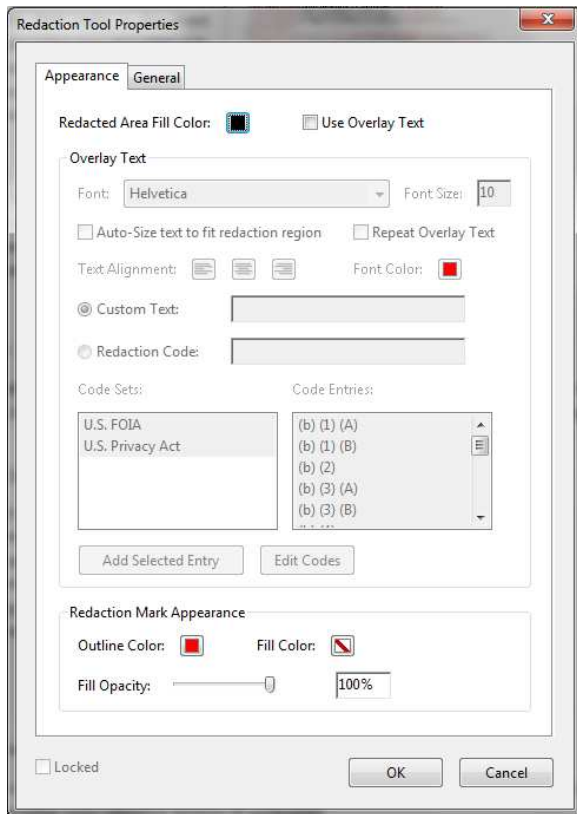 Redaction Tool Properties
Appearance General
Redacted Area Fill Color: Use Overlay Text
Overlay Text
Font: Helvetica Font Size: 10
Auto-Size text to fit redaction region Repeat Overlay Text
Text Alignment: Font Color:
Custom Text:
Redaction Code:
Code Sets: Code Entries:
U.S. FOIA (b) (1) (A)
U.S. Privacy Act (b) (1) (B)
(b) (2)
(b) (3) (A)
(b) (3) (B)
Add Selected Entry Edit Codes
Redaction Mark Appearance
Outline Color: Fill Color:
Fill Opacity: 100%
Locked OK Cancel